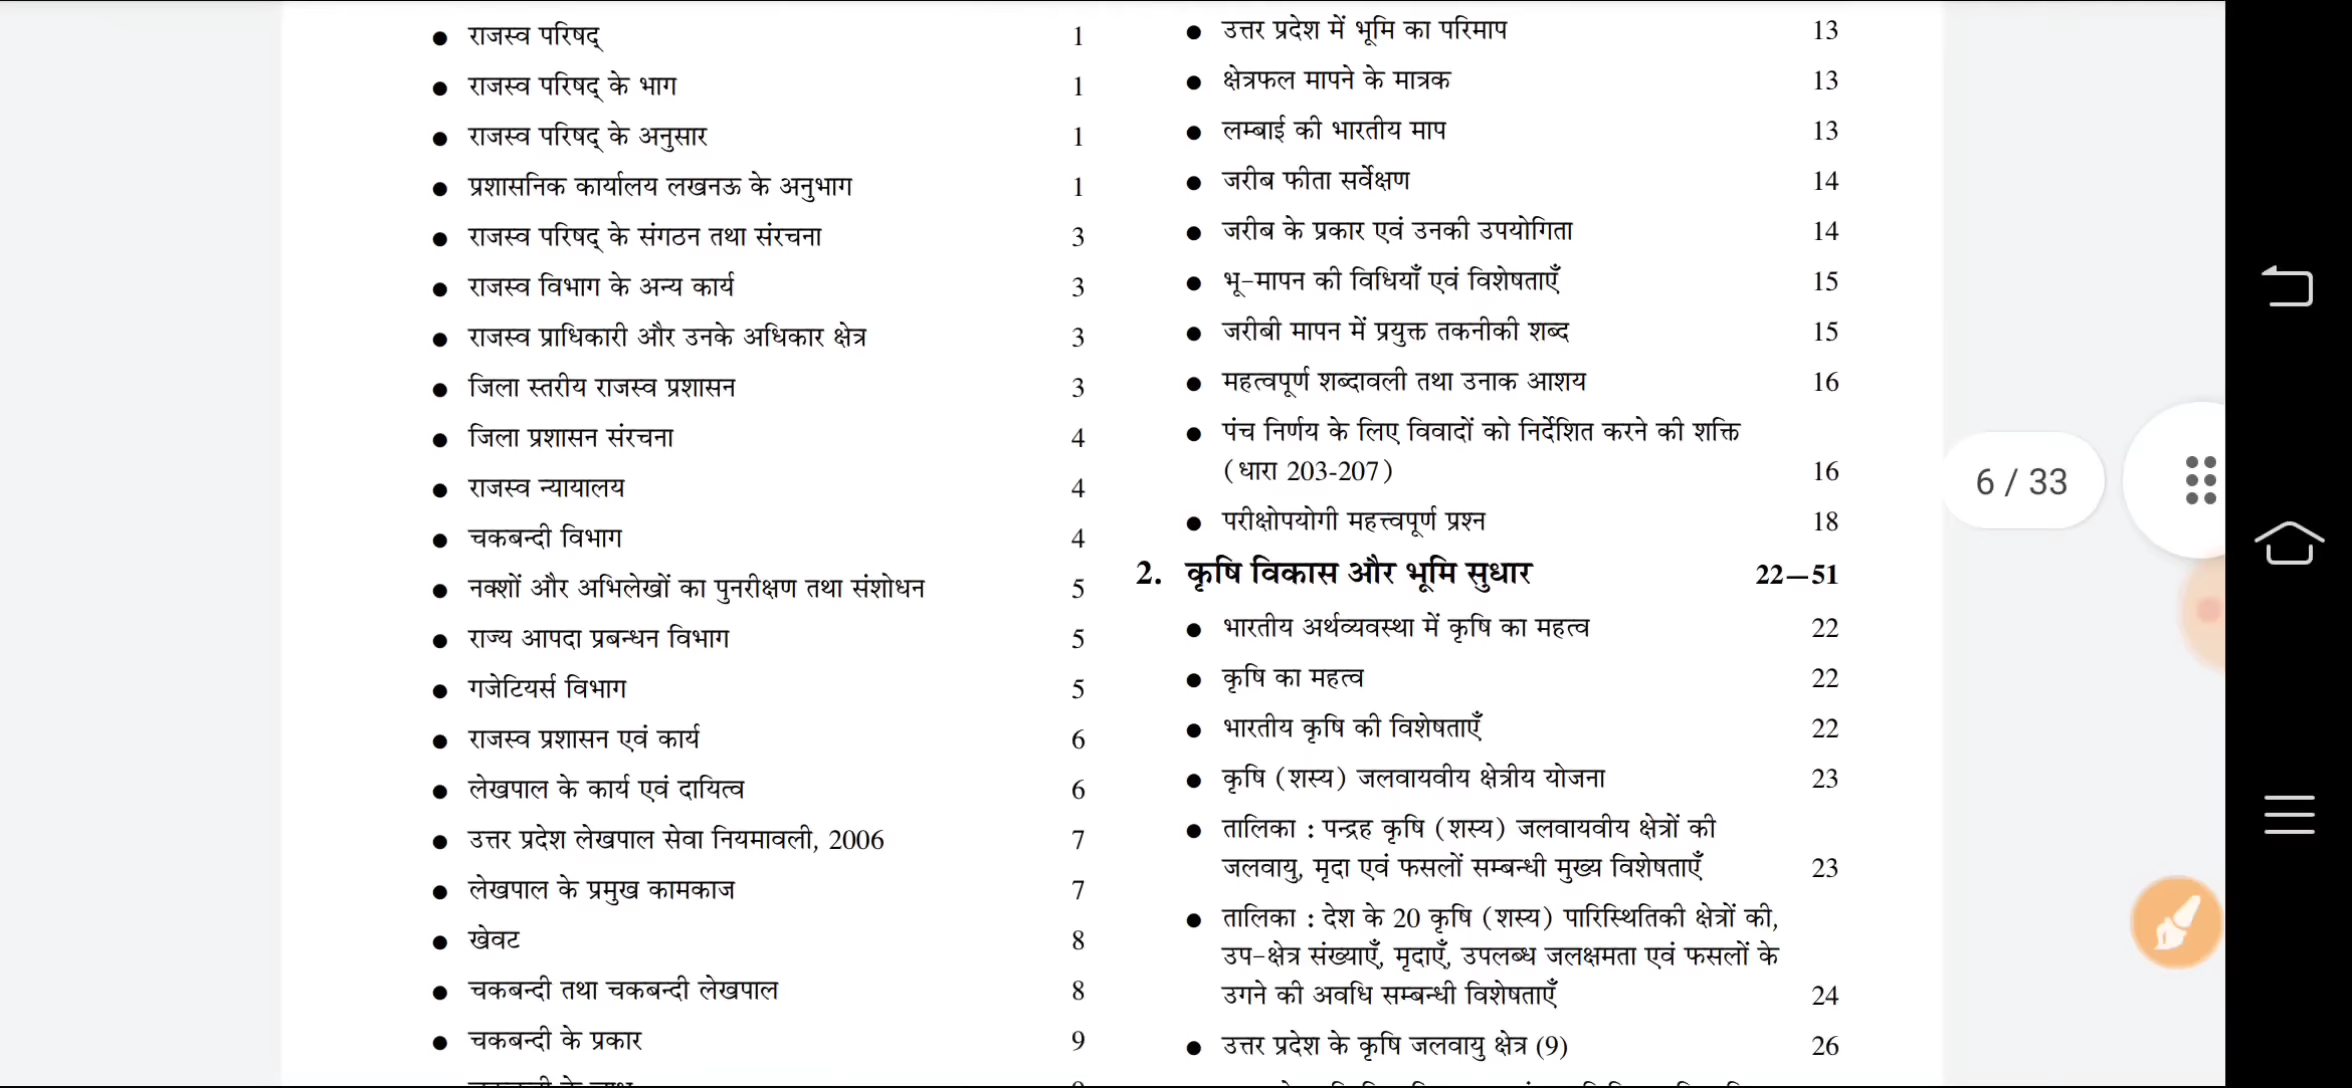 ● राजस्व परिषद् 1
● राजस्व परिषद् के भाग 1
● राजस्व परिषद् के अनुसार 1
● प्रशासनिक कार्यालय लखनऊ के अनुभाग 1
● राजस्व परिषद् के संगठन तथा संरचना 3
● राजस्व विभाग के अन्य कार्य 3
● राजस्व प्राधिकारी और उनके अधिकार क्षेत्र 3
● जिला स्तरीय राजस्व प्रशासन 3
● जिला प्रशासन संरचना 4
● राजस्व न्यायालय 4
● चकबन्दी विभाग 4
● नक्शों और अभिलेखों का पुनरीक्षण तथा संशोधन 5
● राज्य आपदा प्रबन्धन विभाग 5
● गजेटियर्स विभाग 5
● राजस्व प्रशासन एवं कार्य 6
● लेखपाल के कार्य एवं दायित्व 6
● उत्तर प्रदेश लेखपाल सेवा नियमावली, 2006 7
● लेखपाल के प्रमुख कामकाज 7
● खेवट 8
● चकबन्दी तथा चकबन्दी लेखपाल 8
● चकबन्दी के प्रकार 9
● उत्तर प्रदेश में भूमि का परिमाप 13
● क्षेत्रफल मापने के मात्रक 13
● लम्बाई की भारतीय माप 13
● जरीब फीता सर्वेक्षण 14
● जरीब के प्रकार एवं उनकी उपयोगिता 14
● भू-मापन की विधियाँ एवं विशेषताएँ 15
● जरीबी मापन में प्रयुक्त तकनीकी शब्द 15
● महत्वपूर्ण शब्दावली तथा उनाक आशय 16
● पंच निर्णय के लिए विवादों को निर्देशित करने की शक्ति
(धारा 203-207) 16
● परीक्षोपयोगी महत्त्वपूर्ण प्रश्न 18
2. कृषि विकास और भूमि सुधार 22—51
● भारतीय अर्थव्यवस्था में कृषि का महत्व 22
● कृषि का महत्व 22
● भारतीय कृषि की विशेषताएँ 22
● कृषि (शस्य) जलवायवीय क्षेत्रीय योजना 23
● तालिका : पन्द्रह कृषि (शस्य) जलवायवीय क्षेत्रों की
जलवायु, मृदा एवं फसलों सम्बन्धी मुख्य विशेषताएँ 23
● तालिका : देश के 20 कृषि (शस्य) पारिस्थितिकी क्षेत्रों की,
उप-क्षेत्र संख्याएँ, मृदाएँ, उपलब्ध जलक्षमता एवं फसलों के
उगने की अवधि सम्बन्धी विशेषताएँ 24
● उत्तर प्रदेश के कृषि जलवायु क्षेत्र (9) 26
6 / 33